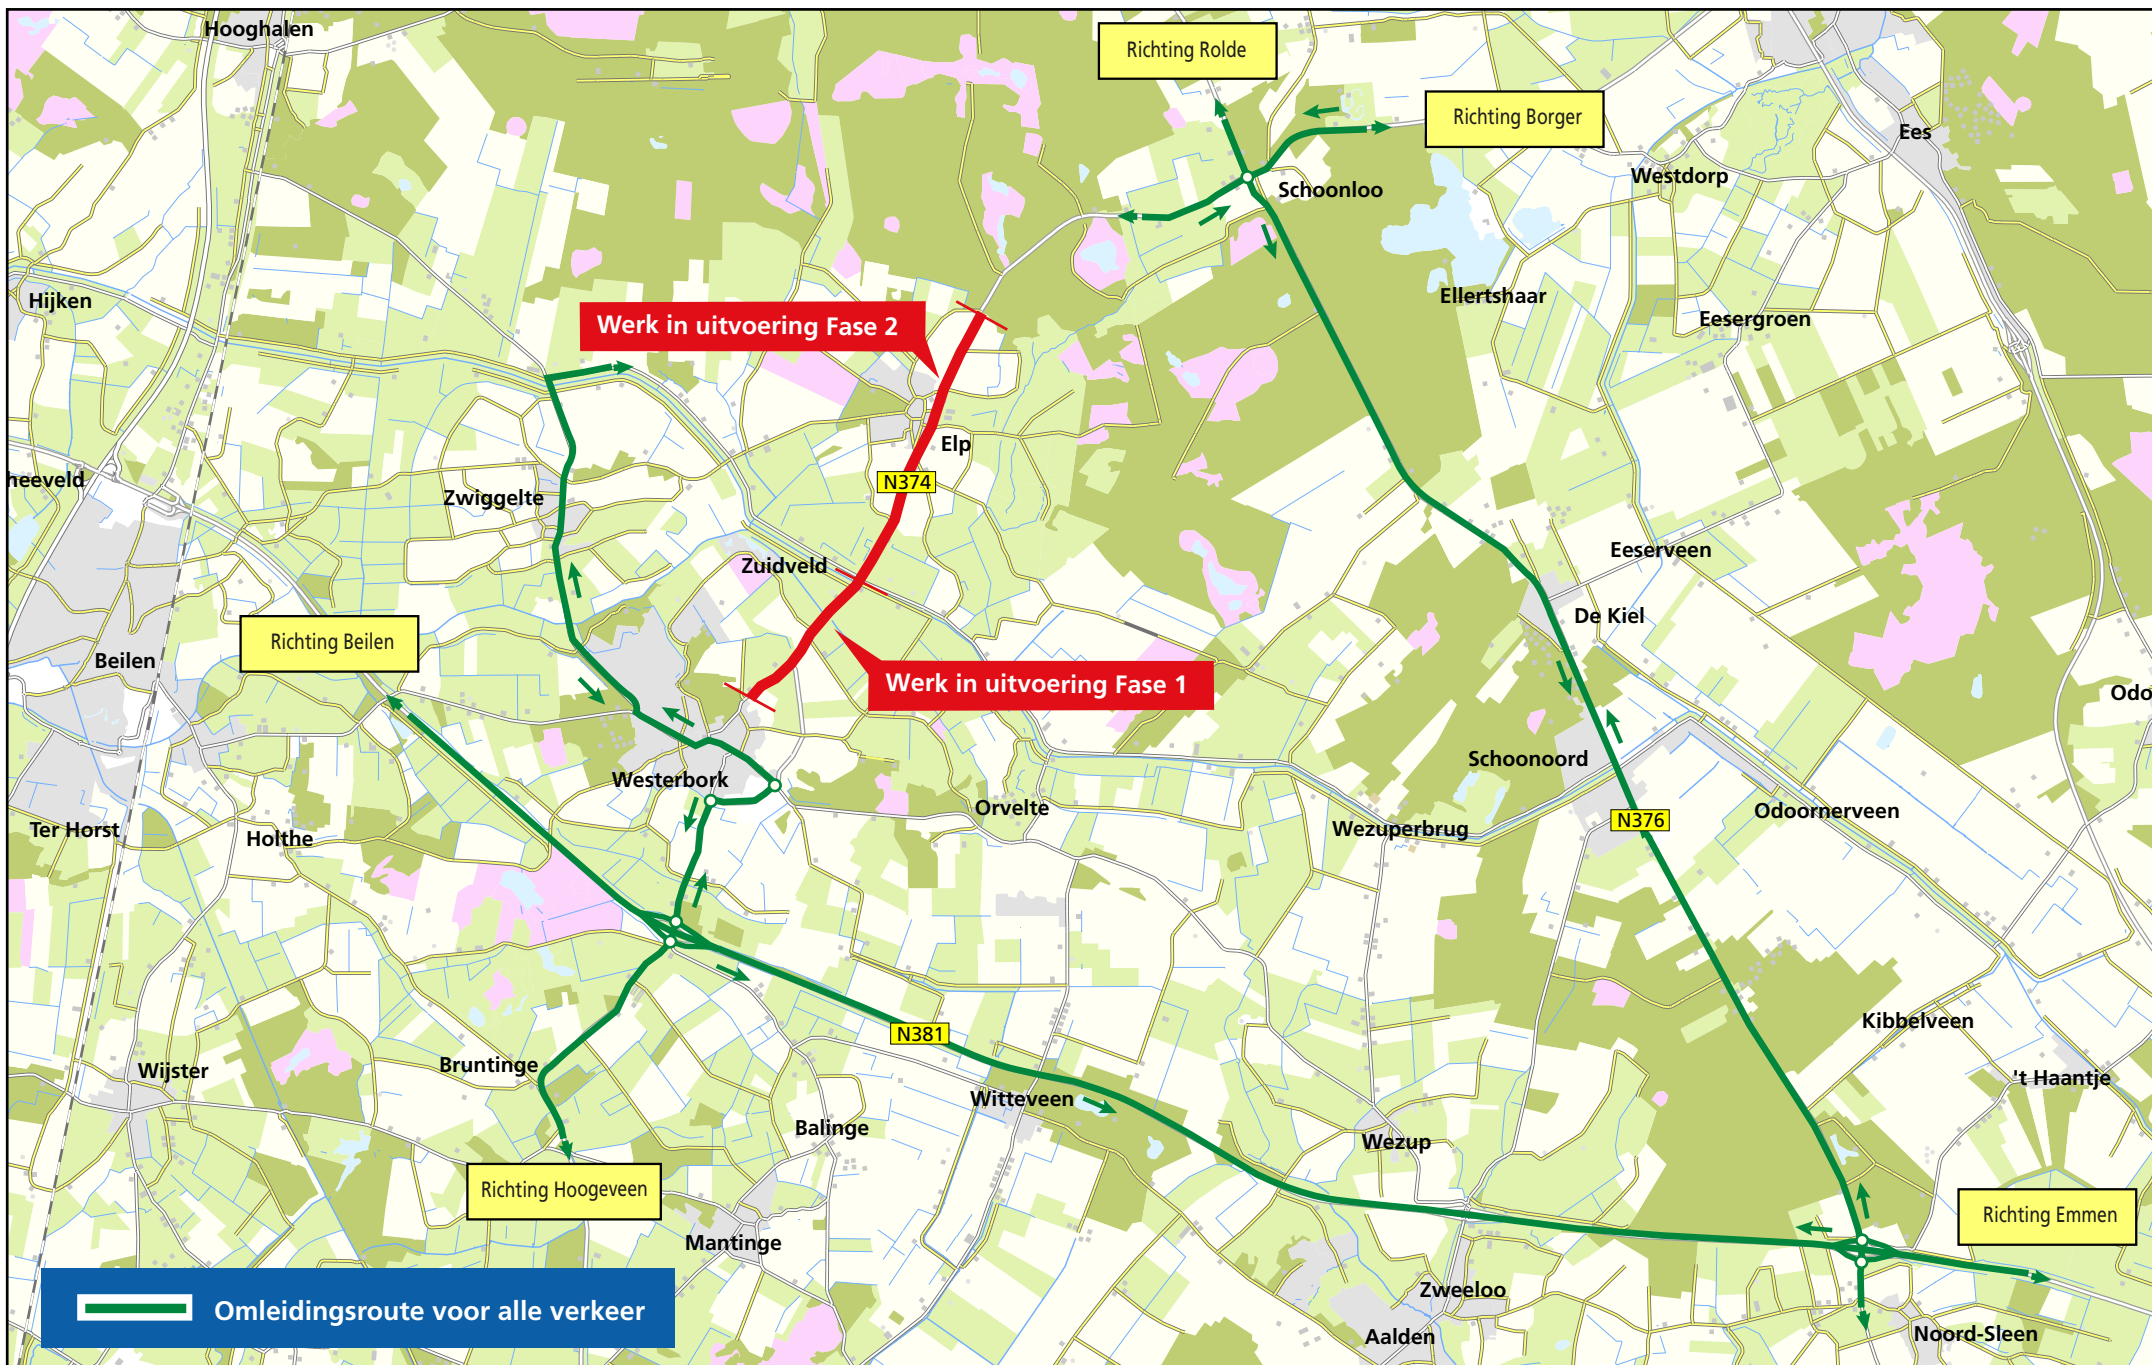 Hooghalen
Richting Rolde
Richting Borger
Ees
Westdorp
Schoonloo
Hijken
Ellertshaar
Eesergroen
Werk in uitvoering Fase 2
Elp
heeveld
N374
Zwiggelte
Zuidveld
Eeserveen
De Kiel
Richting Beilen
Beilen
Werk in uitvoering Fase 1
Odo
Schoonoord
Westerbork
Orvelte
Odoornerveen
N376
Wezuperbrug
Ter Horst
Holthe
Kibbelveen
N381
Bruntinge
Wijster
't Haantje
Witteveen
Balinge
Wezup
Richting Hoogeveen
Richting Emmen
Mantinge
Zweeloo
Omleidingsroute voor alle verkeer
Aalden
Noord-Sleen